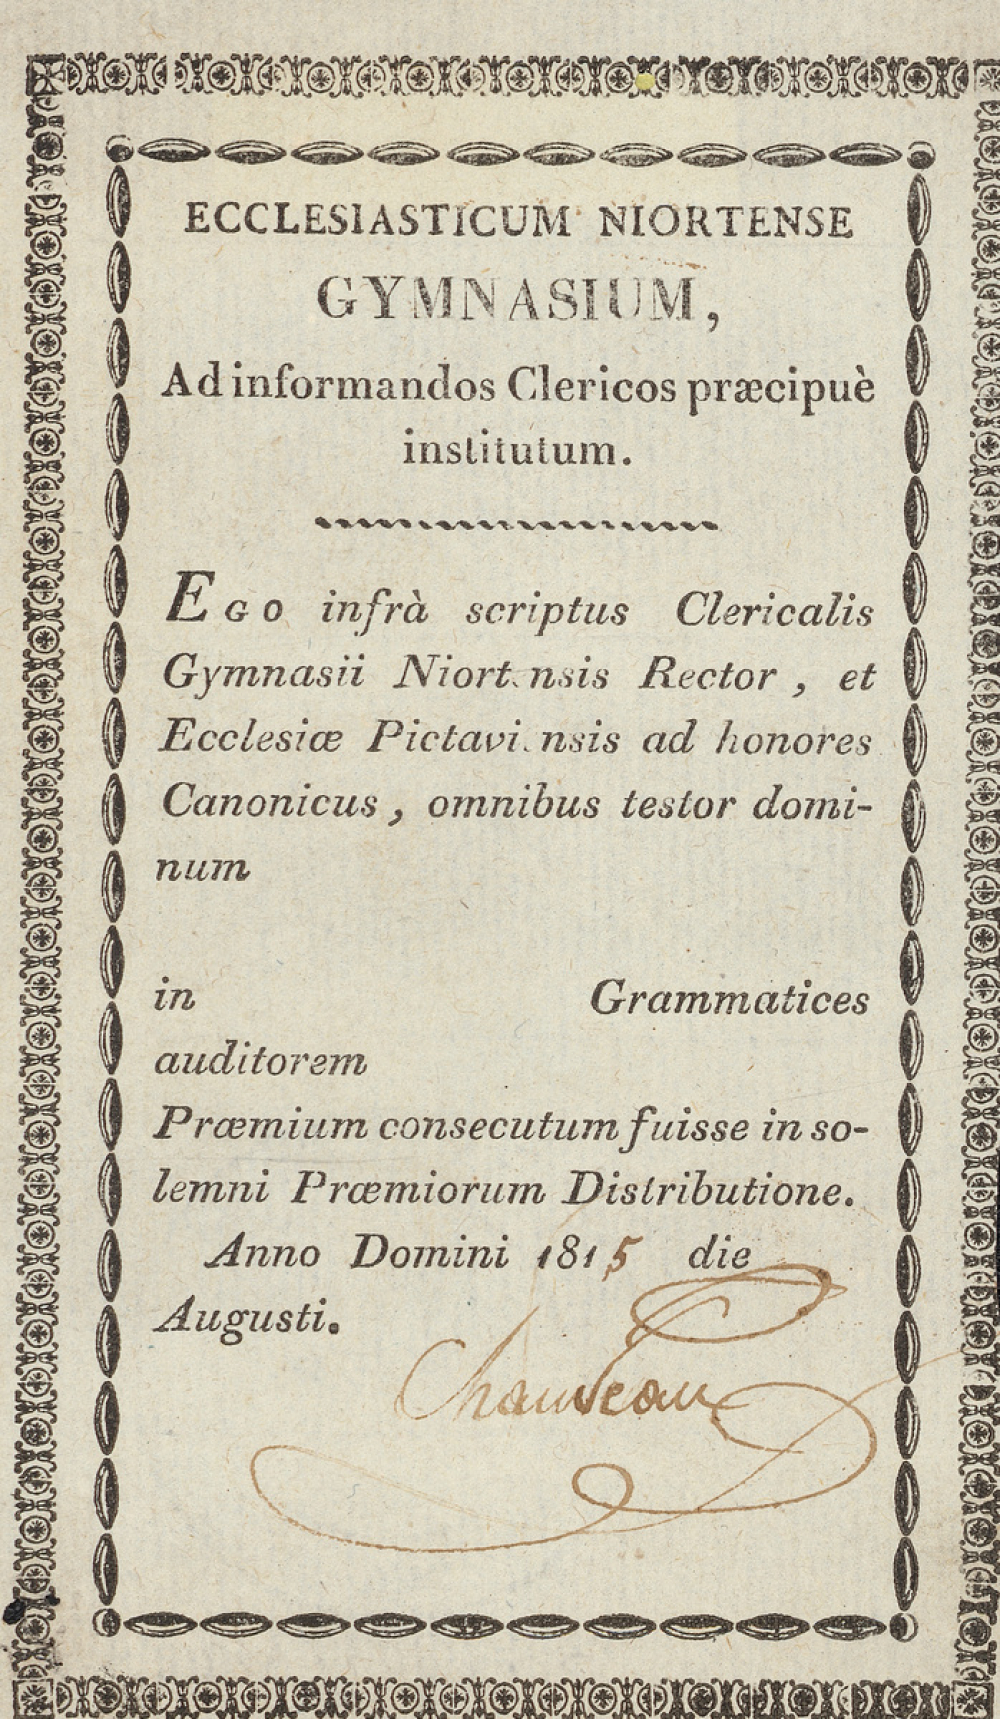 ECCLESIASTICUM NIORTENSE
GYMNASIUM,
Ad informandos Clericos præcipuè
institutum.
EGO infrà scriptus Clericalis
Gymnasii Niortensis Rector, et
Ecclesiæ Pictaviensis ad honores
Canonicus, omnibus testor domi-
num
in Grammatices
auditorem
Præmium consecutum fuisse in so-
lemni Præmiorum Distributione.
Anno Domini 1815 die
Augusti.
Chauveau